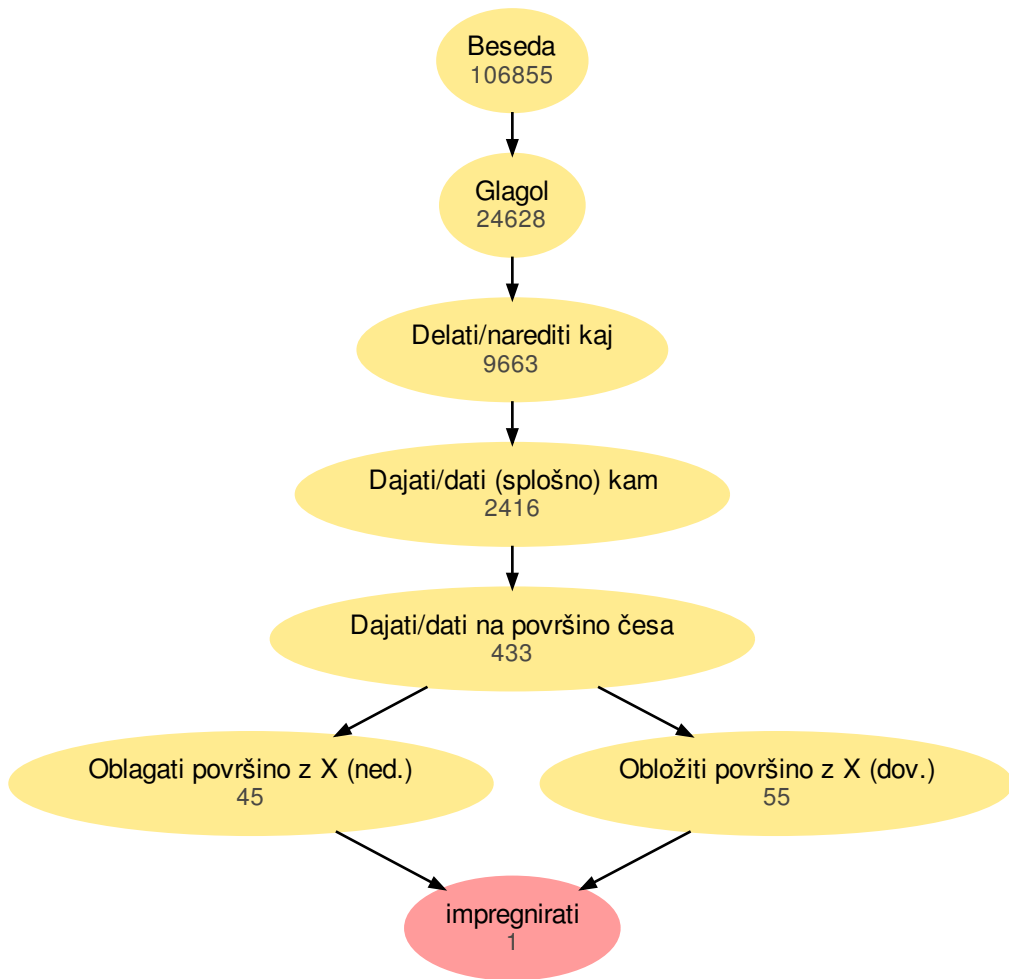 Beseda
106855
Glagol
24628
Delati/narediti kaj
9663
Dajati/dati (splošno) kam
2416
Dajati/dati na površino česa
433
Oblagati površino z X (ned.)
45
Obložiti površino z X (dov.)
55
impregnirati
1